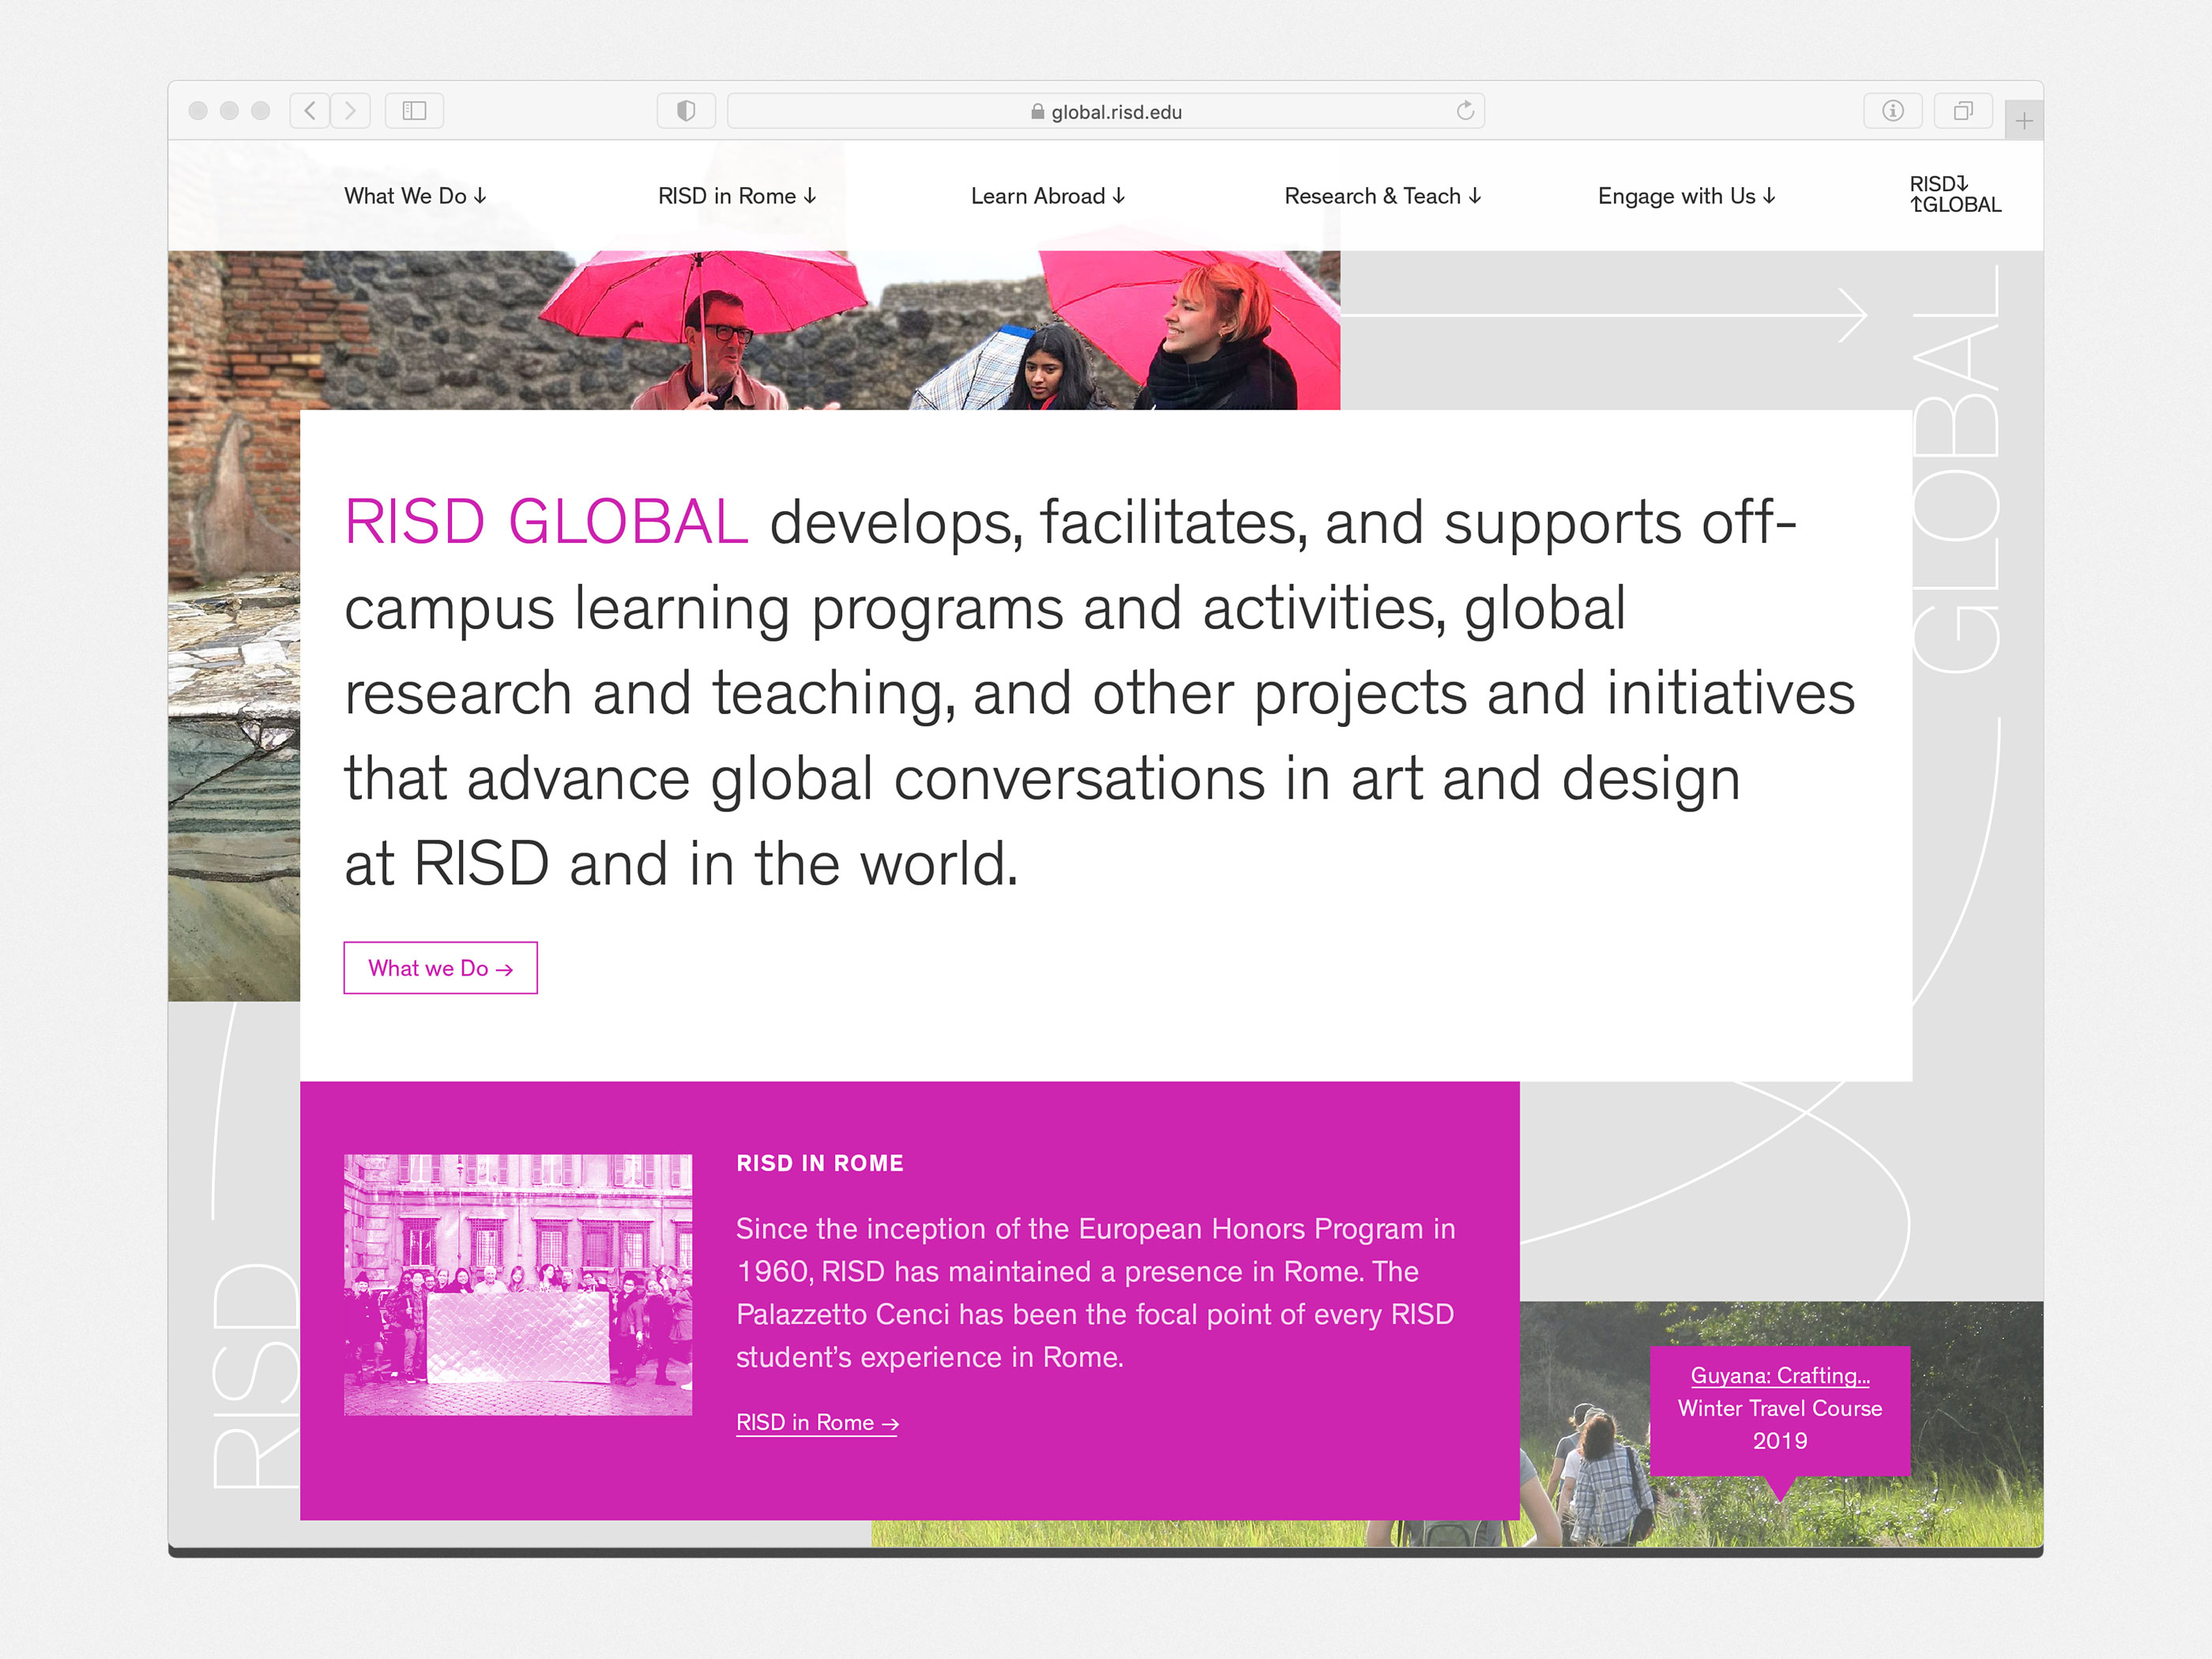 global.risd.edu
What We Do ↓
RISD in Rome ↓
Learn Abroad ↓
Research & Teach ↓
Engage with Us ↓
RISD↴
↑GLOBAL
GLOBAL
RISD GLOBAL develops, facilitates, and supports off-
campus learning programs and activities, global
research and teaching, and other projects and initiatives
that advance global conversations in art and design
at RISD and in the world.
What we Do →
RISD
RISD IN ROME
Since the inception of the European Honors Program in
1960, RISD has maintained a presence in Rome. The
Palazzetto Cenci has been the focal point of every RISD
student’s experience in Rome.
RISD in Rome →
Guyana: Crafting...
Winter Travel Course
2019